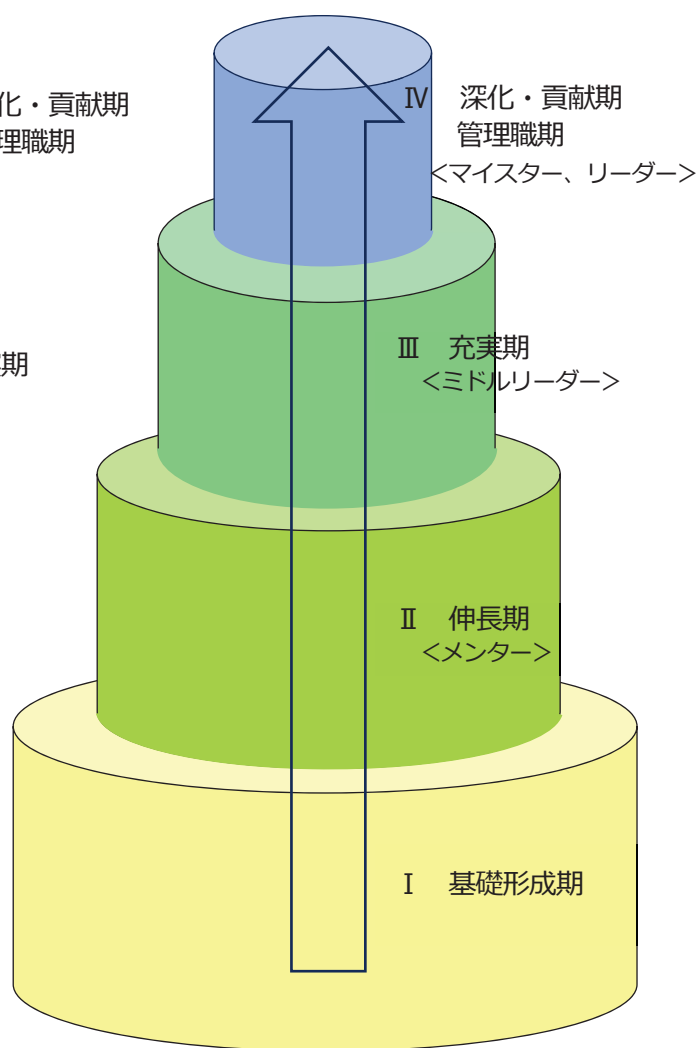 化・貢献期
理職期
Ⅳ 深化・貢献期
管理職期
<マイスター、リーダー>
期
Ⅲ 充実期
<ミドルリーダー>
Ⅱ 伸長期
<メンター>
Ⅰ 基礎形成期